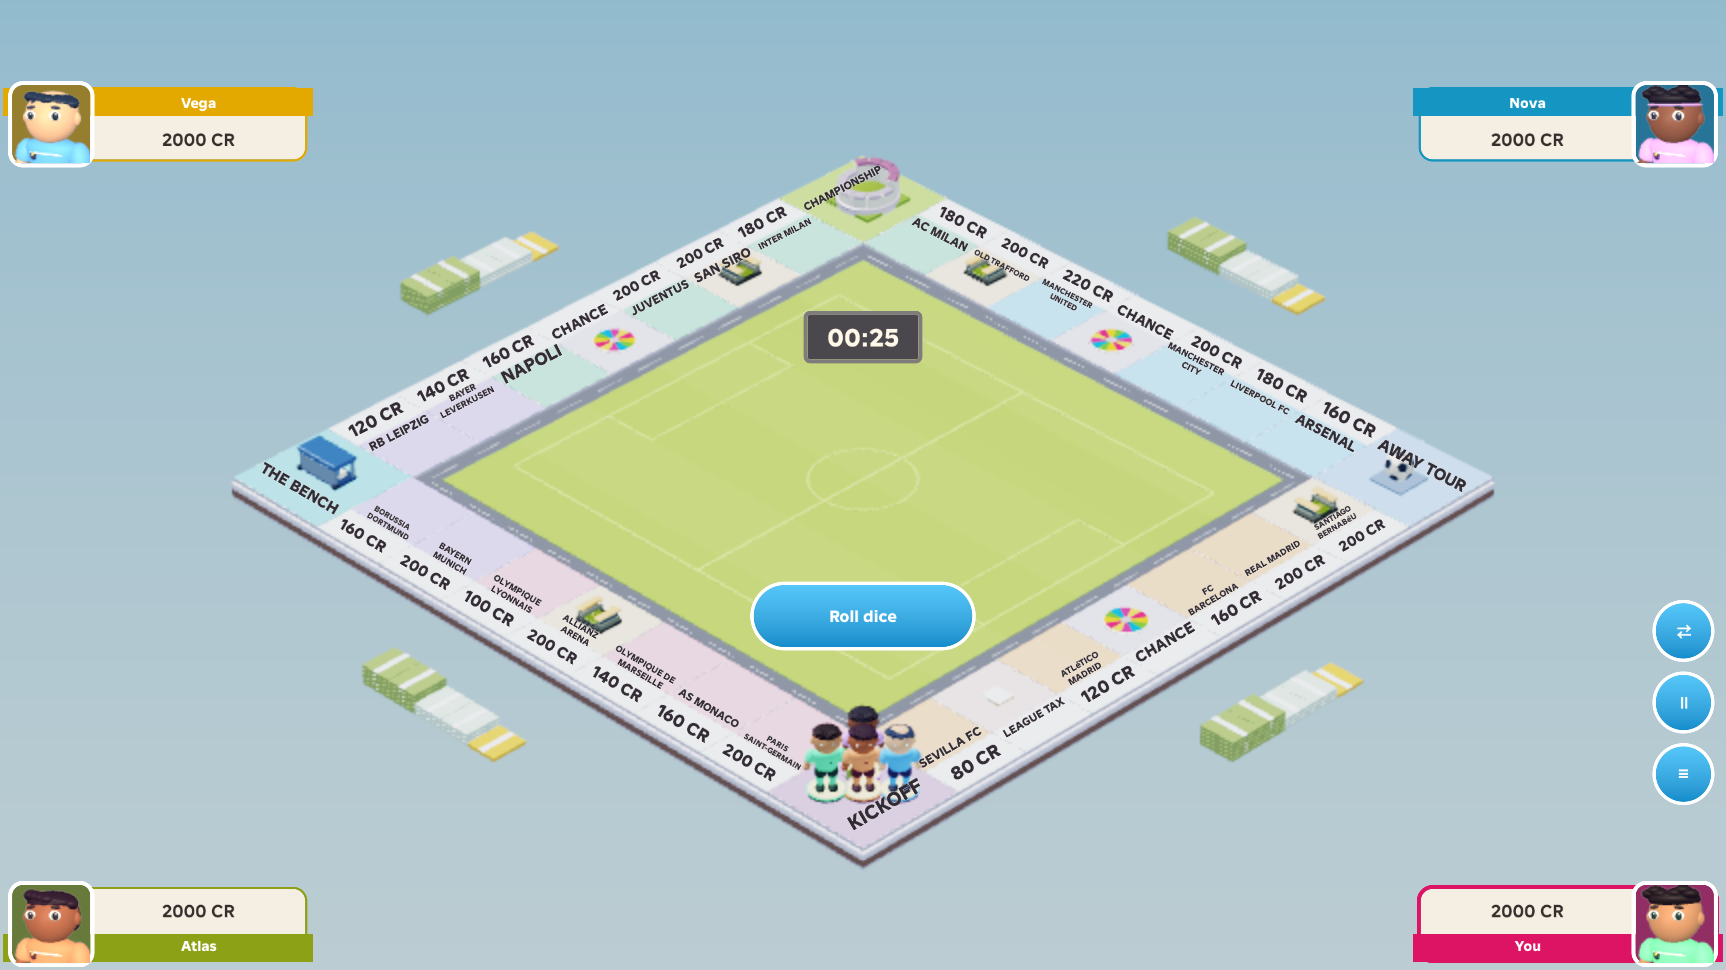 Vega
2000 CR
Nova
2000 CR
CHAMPIONSHIP
180 CR
INTER MILAN
200 CR
SAN SIRO
200 CR
JUVENTUS
CHANCE
160 CR
NAPOLI
140 CR
BAYER
LEVERKUSEN
120 CR
RB LEIPZIG
THE BENCH
180 CR
AC MILAN
200 CR
OLD TRAFFORD
220 CR
MANCHESTER
UNITED
CHANCE
200 CR
MANCHESTER
CITY
180 CR
LIVERPOOL FC
160 CR
ARSENAL
AWAY TOUR
00:25
BORUSSIA
DORTMUND
160 CR
BAYERN
MUNICH
200 CR
OLYMPIQUE
LYONNAIS
100 CR
ALLIANZ
ARENA
200 CR
OLYMPIQUE DE
MARSEILLE
140 CR
AS MONACO
160 CR
PARIS
SAINT-GERMAIN
200 CR
SANTIAGO
BERNABéU
200 CR
REAL MADRID
200 CR
FC
BARCELONA
160 CR
CHANCE
ATLéTICO
MADRID
120 CR
LEAGUE TAX
SEVILLA FC
80 CR
KICKOFF
Roll dice
2000 CR
Atlas
2000 CR
You